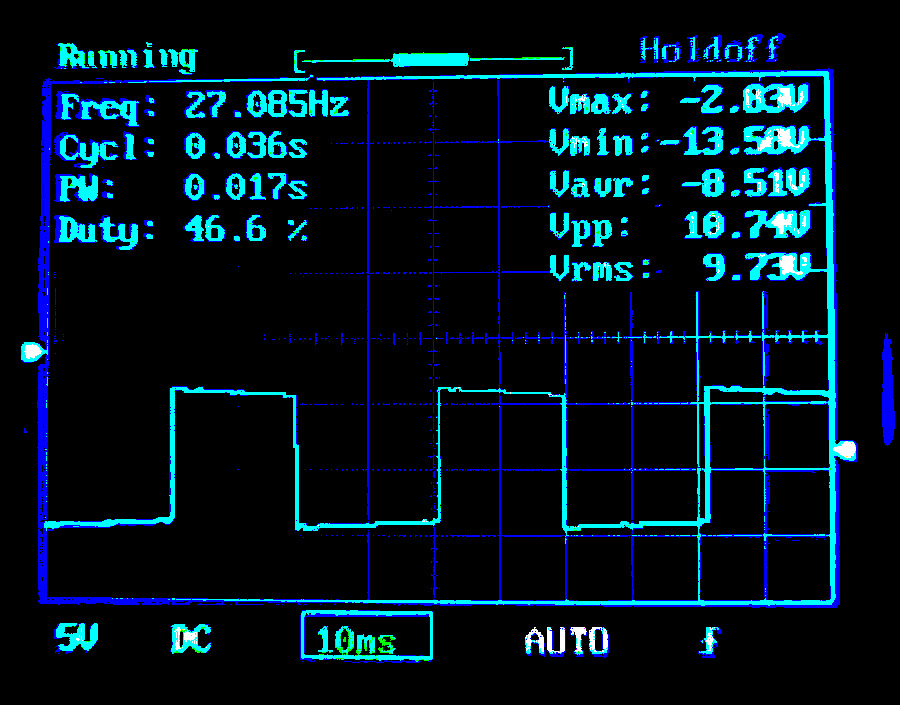 Running Holdoff
Freq: 27.085Hz
Cycl: 0.036s
PW: 0.017s
Duty: 46.6 %
Vmax: -2.83V
Vmin:-13.58V
Vavr: -8.51V
Vpp: 10.74V
Vrms: 9.73V
5V DC 10ms AUTO